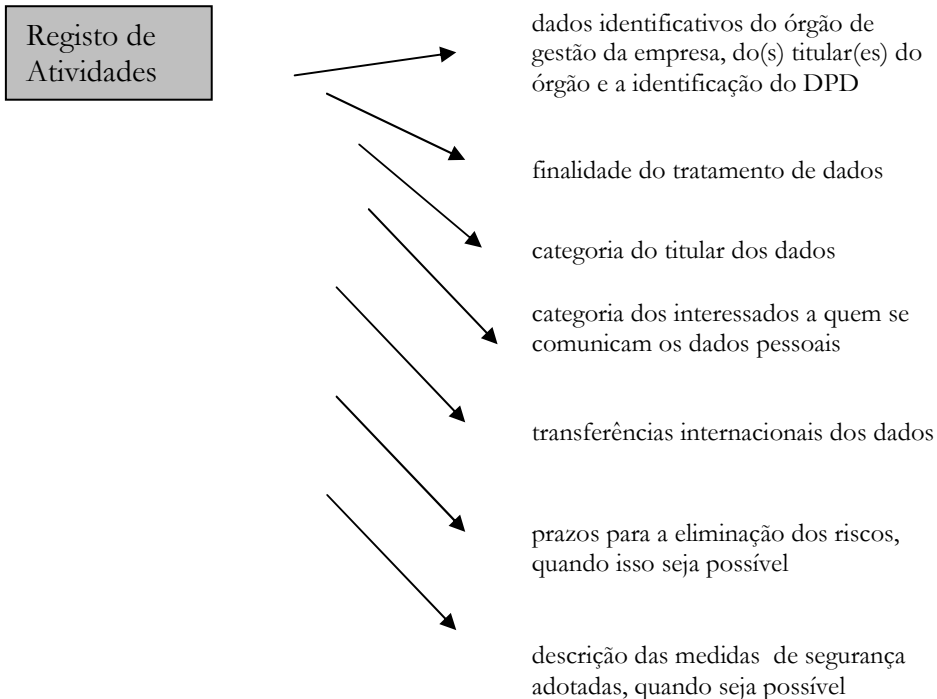 Registo de
Atividades
dados identificativos do órgão de
gestão da empresa, do(s) titular(es) do
órgão e a identificação do DPD
finalidade do tratamento de dados
categoria do titular dos dados
categoria dos interessados a quem se
comunicam os dados pessoais
transferências internacionais dos dados
prazos para a eliminação dos riscos,
quando isso seja possível
descrição das medidas de segurança
adotadas, quando seja possível